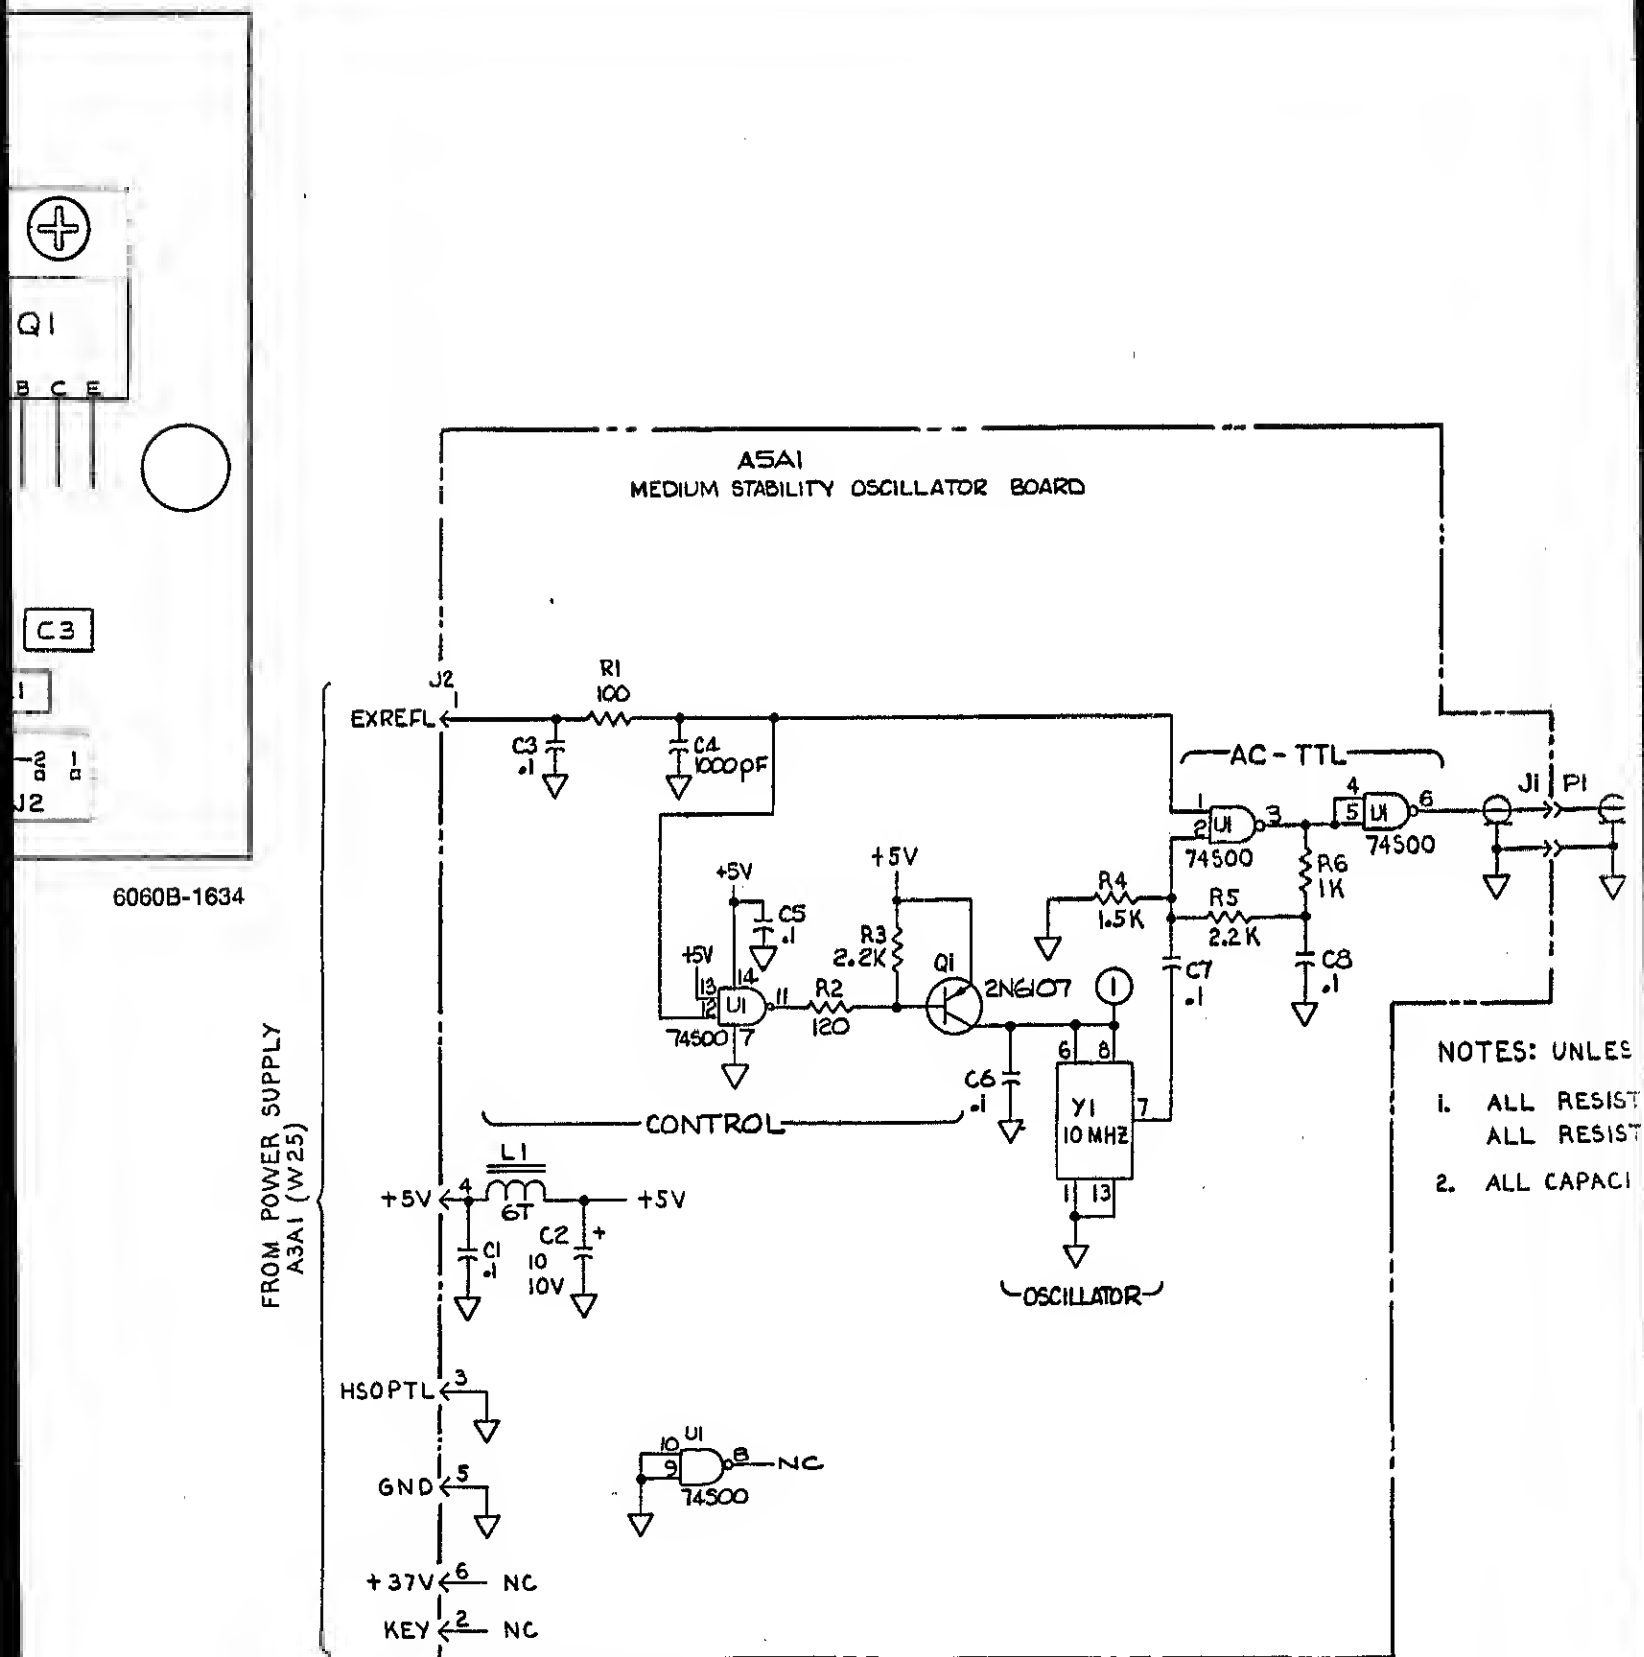 Q1
B C E
C3
1
2 1
J2
6060B-1634
A5A1
MEDIUM STABILITY OSCILLATOR BOARD
FROM POWER SUPPLY
A3A1 (W25)
J2
1
EXREFL
R1
100
C3
.1
C4
1000pF
AC-TTL
1
2
U1
3
74S00
4
5
U1
6
74S00
J1 P1
R6
1K
R4
1.5K
R5
2.2K
C7
.1
C8
.1
+5V
C5
.1
+5V
13
12
14
U1
11
74S00
7
R2
120
+5V
R3
2.2K
Q1
2N6107
1
C6
.1
6 8
Y1
10MHZ
7
1 13
CONTROL
OSCILLATOR
+5V
4
L1
6T
+5V
C1
.1
C2 +
10
10V
HSOPTL
3
GND
5
10
9
U1
8
NC
74S00
+37V
6
NC
KEY
2
NC
NOTES: UNLES
1. ALL RESIST
ALL RESIST
2. ALL CAPACI